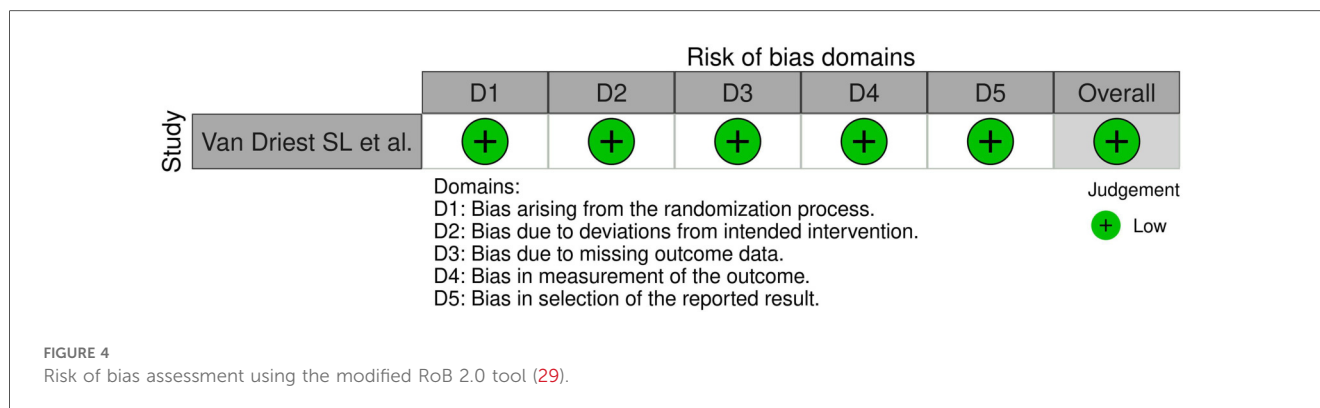 Risk of bias domains
D1 D2 D3 D4 D5 Overall
Study
Van Driest SL et al. + + + + + +
Domains:
D1: Bias arising from the randomization process.
D2: Bias due to deviations from intended intervention.
D3: Bias due to missing outcome data.
D4: Bias in measurement of the outcome.
D5: Bias in selection of the reported result.
Judgement
+ Low
FIGURE 4
Risk of bias assessment using the modified RoB 2.0 tool (29).